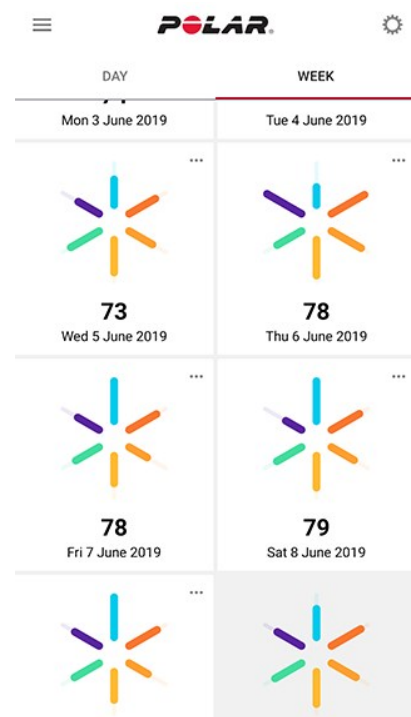 POLAR
DAY WEEK
Mon 3 June 2019 Tue 4 June 2019
73 78
Wed 5 June 2019 Thu 6 June 2019
78 79
Fri 7 June 2019 Sat 8 June 2019